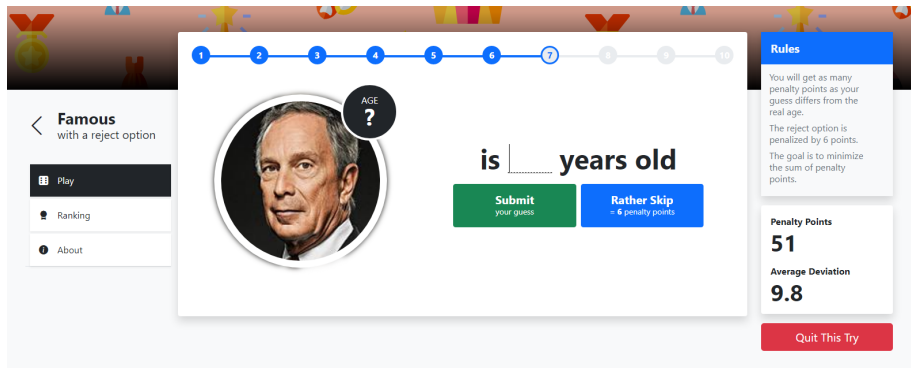 1 2 3 4 5 6 7 8 9 10
Rules
You will get as many
penalty points as your
guess differs from the
real age.
The reject option is
penalized by 6 points.
The goal is to minimize
the sum of penalty
points.
Famous
with a reject option
Play
Ranking
About
AGE
?
is ____ years old
Submit
your guess
Rather Skip
= 6 penalty points
Penalty Points
51
Average Deviation
9.8
Quit This Try